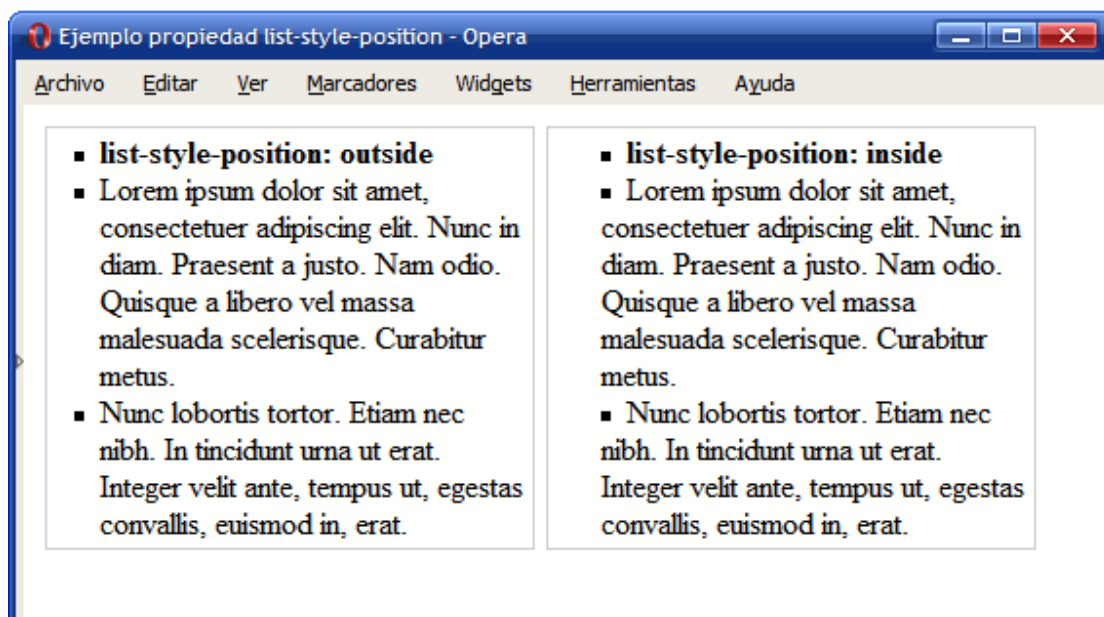 Ejemplo propiedad list-style-position - Opera
Archivo Editar Ver Marcadores Widgets Herramientas Ayuda
list-style-position: outside
Lorem ipsum dolor sit amet,
consectetuer adipiscing elit. Nunc in
diam. Praesent a justo. Nam odio.
Quisque a libero vel massa
malesuada scelerisque. Curabitur
metus.
Nunc lobortis tortor. Etiam nec
nibh. In tincidunt urna ut erat.
Integer velit ante, tempus ut, egestas
convallis, euismod in, erat.
list-style-position: inside
Lorem ipsum dolor sit amet,
consectetuer adipiscing elit. Nunc in
diam. Praesent a justo. Nam odio.
Quisque a libero vel massa
malesuada scelerisque. Curabitur
metus.
Nunc lobortis tortor. Etiam nec
nibh. In tincidunt urna ut erat.
Integer velit ante, tempus ut, egestas
convallis, euismod in, erat.